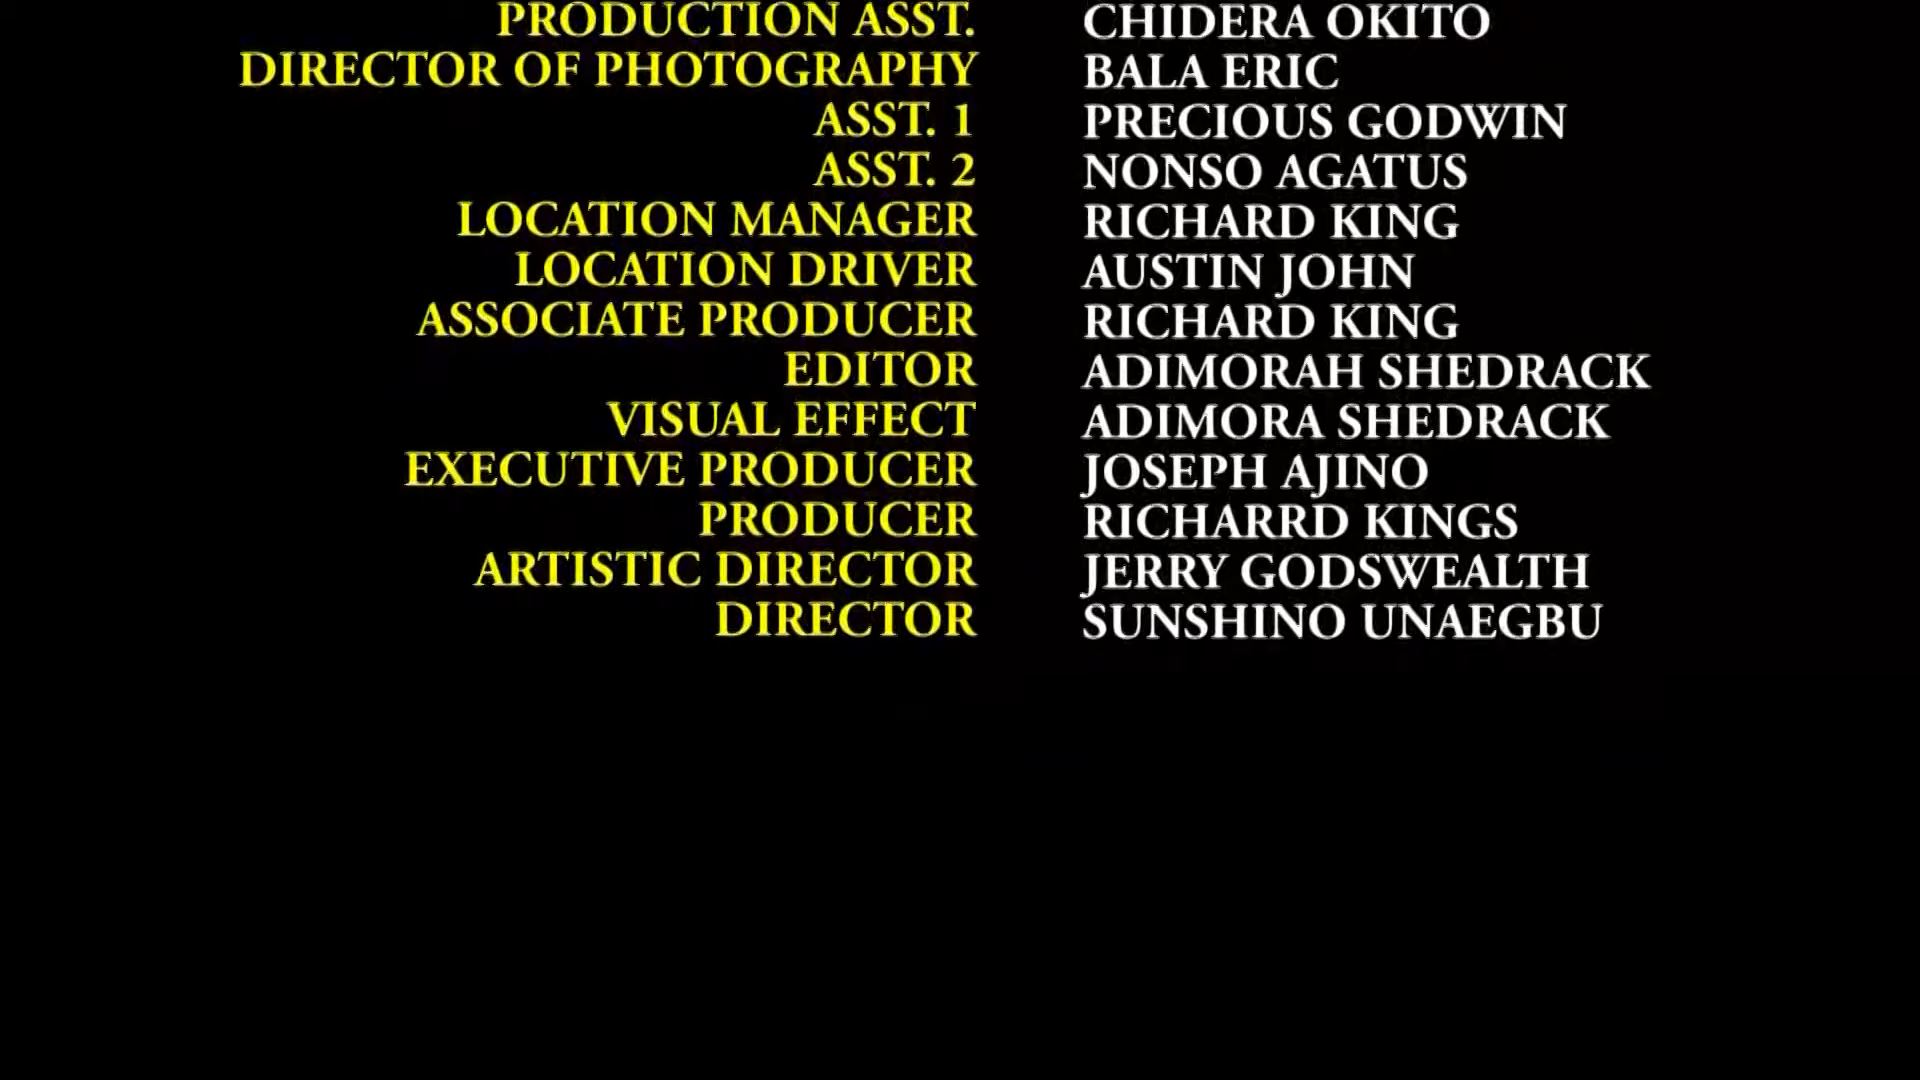 PRODUCTION ASST. CHIDERA OKITO
DIRECTOR OF PHOTOGRAPHY BALA ERIC
ASST. 1 PRECIOUS GODWIN
ASST. 2 NONSO AGATUS
LOCATION MANAGER RICHARD KING
LOCATION DRIVER AUSTIN JOHN
ASSOCIATE PRODUCER RICHARD KING
EDITOR ADIMORAH SHEDRACK
VISUAL EFFECT ADIMORA SHEDRACK
EXECUTIVE PRODUCER JOSEPH AJINO
PRODUCER RICHARRD KINGS
ARTISTIC DIRECTOR JERRY GODSWEALTH
DIRECTOR SUNSHINO UNAEGBU